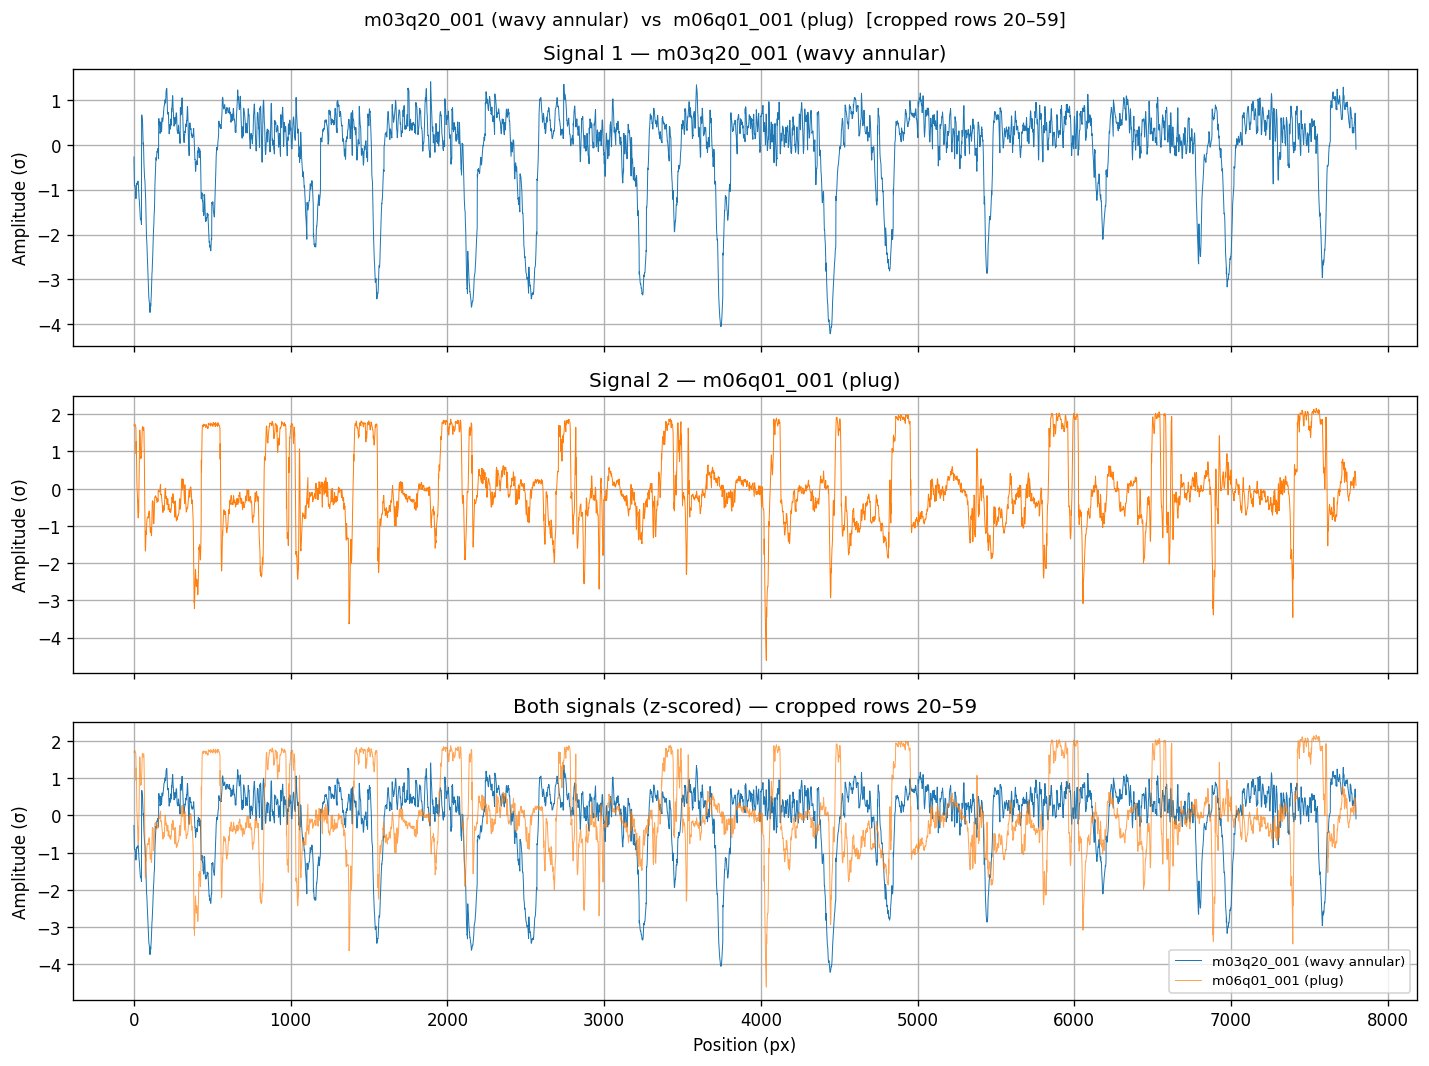 m03q20_001 (wavy annular)  vs  m06q01_001 (plug)  [cropped rows 20–59]
Signal 1 — m03q20_001 (wavy annular)
Amplitude (σ)
1
0
−1
−2
−3
−4
Signal 2 — m06q01_001 (plug)
Amplitude (σ)
2
1
0
−1
−2
−3
−4
Both signals (z-scored) — cropped rows 20–59
Amplitude (σ)
2
1
0
−1
−2
−3
−4
m03q20_001 (wavy annular)
m06q01_001 (plug)
0 1000 2000 3000 4000 5000 6000 7000 8000
Position (px)